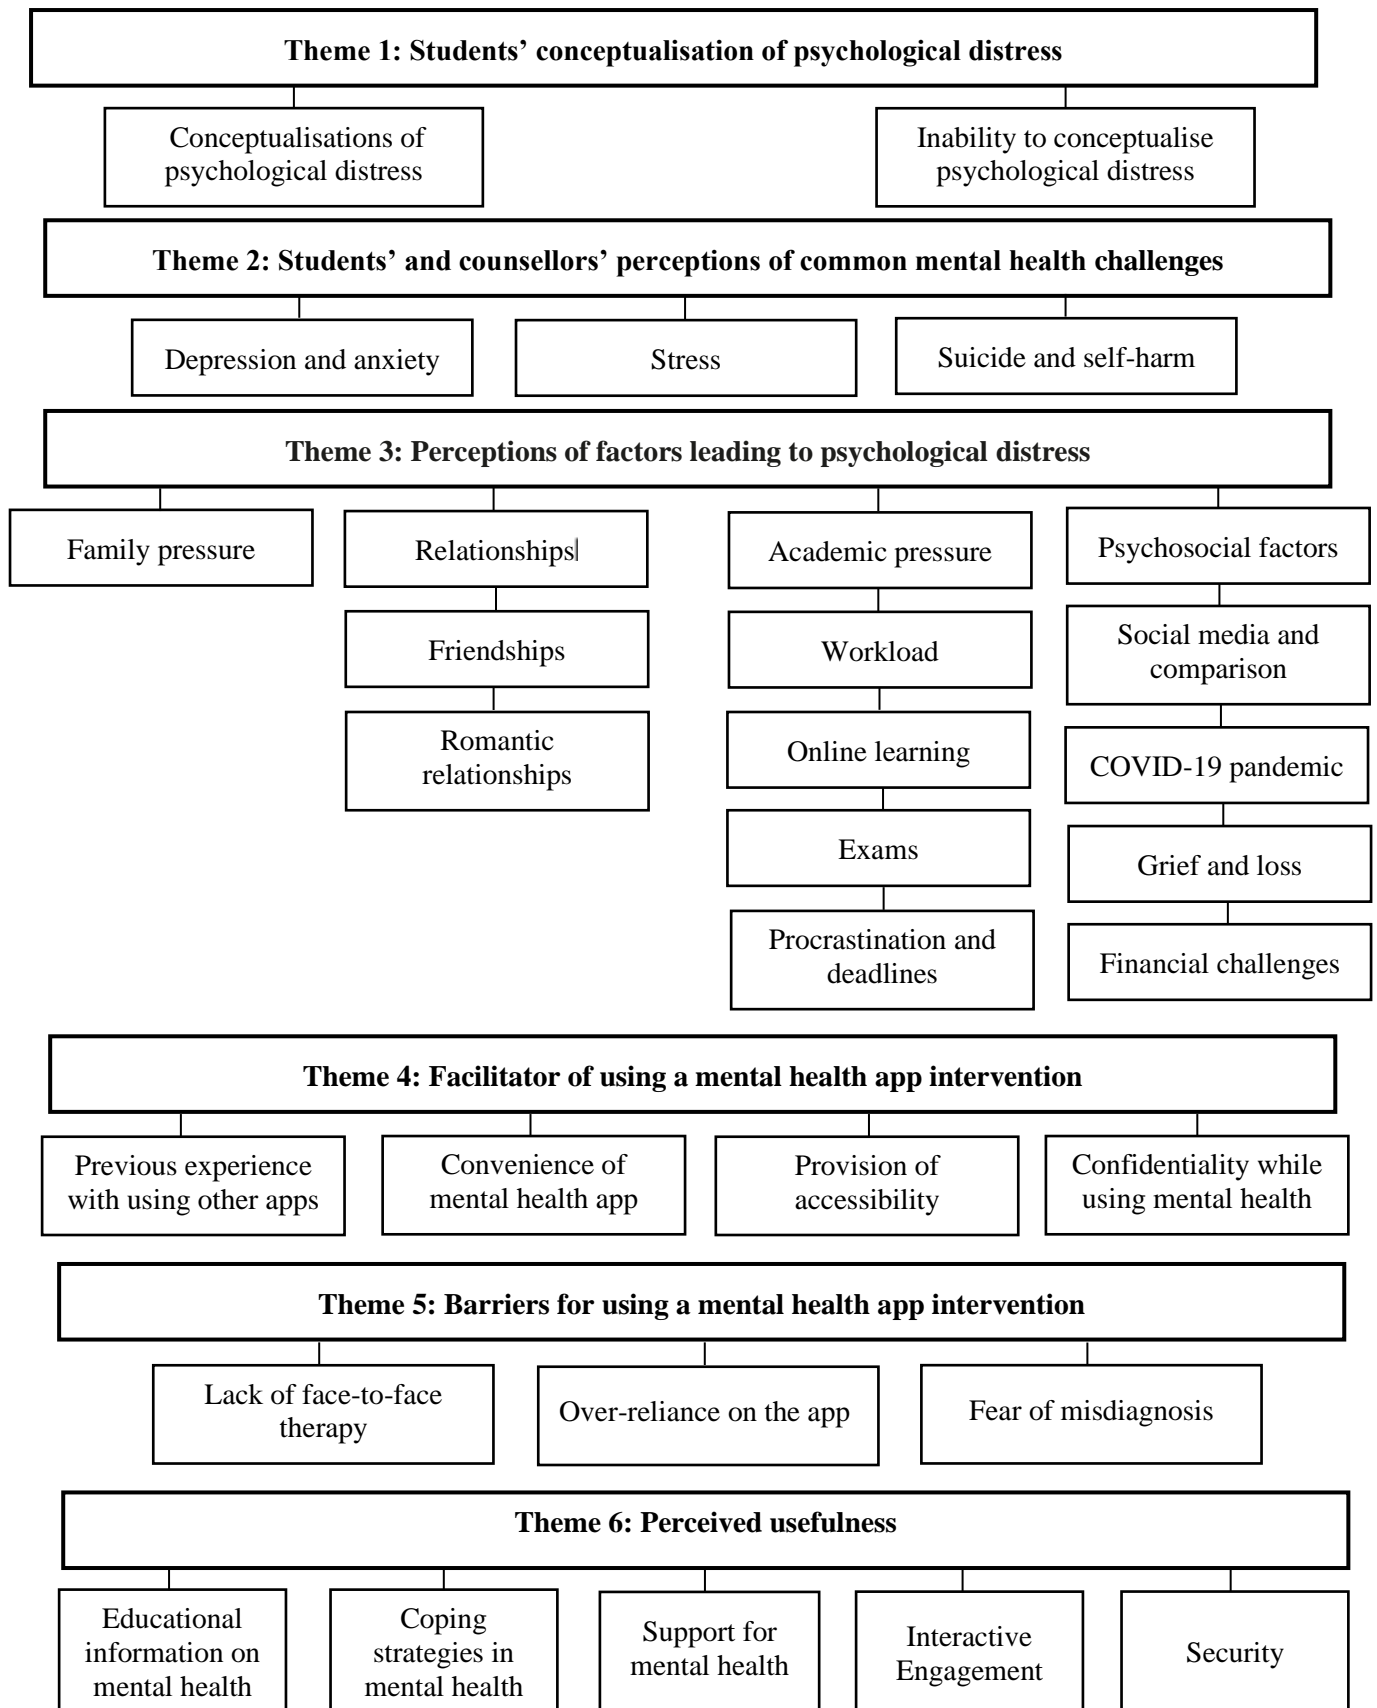 Theme 1: Students’ conceptualisation of psychological distress
Conceptualisations of
psychological distress
Inability to conceptualise
psychological distress
Theme 2: Students’ and counsellors’ perceptions of common mental health challenges
Depression and anxiety
Stress
Suicide and self-harm
Theme 3: Perceptions of factors leading to psychological distress
Family pressure
Relationships
Friendships
Romantic
relationships
Academic pressure
Workload
Online learning
Exams
Procrastination and
deadlines
Psychosocial factors
Social media and
comparison
COVID-19 pandemic
Grief and loss
Financial challenges
Theme 4: Facilitator of using a mental health app intervention
Previous experience
with using other apps
Convenience of
mental health app
Provision of
accessibility
Confidentiality while
using mental health
Theme 5: Barriers for using a mental health app intervention
Lack of face-to-face
therapy
Over-reliance on the app
Fear of misdiagnosis
Theme 6: Perceived usefulness
Educational
information on
mental health
Coping
strategies in
mental health
Support for
mental health
Interactive
Engagement
Security